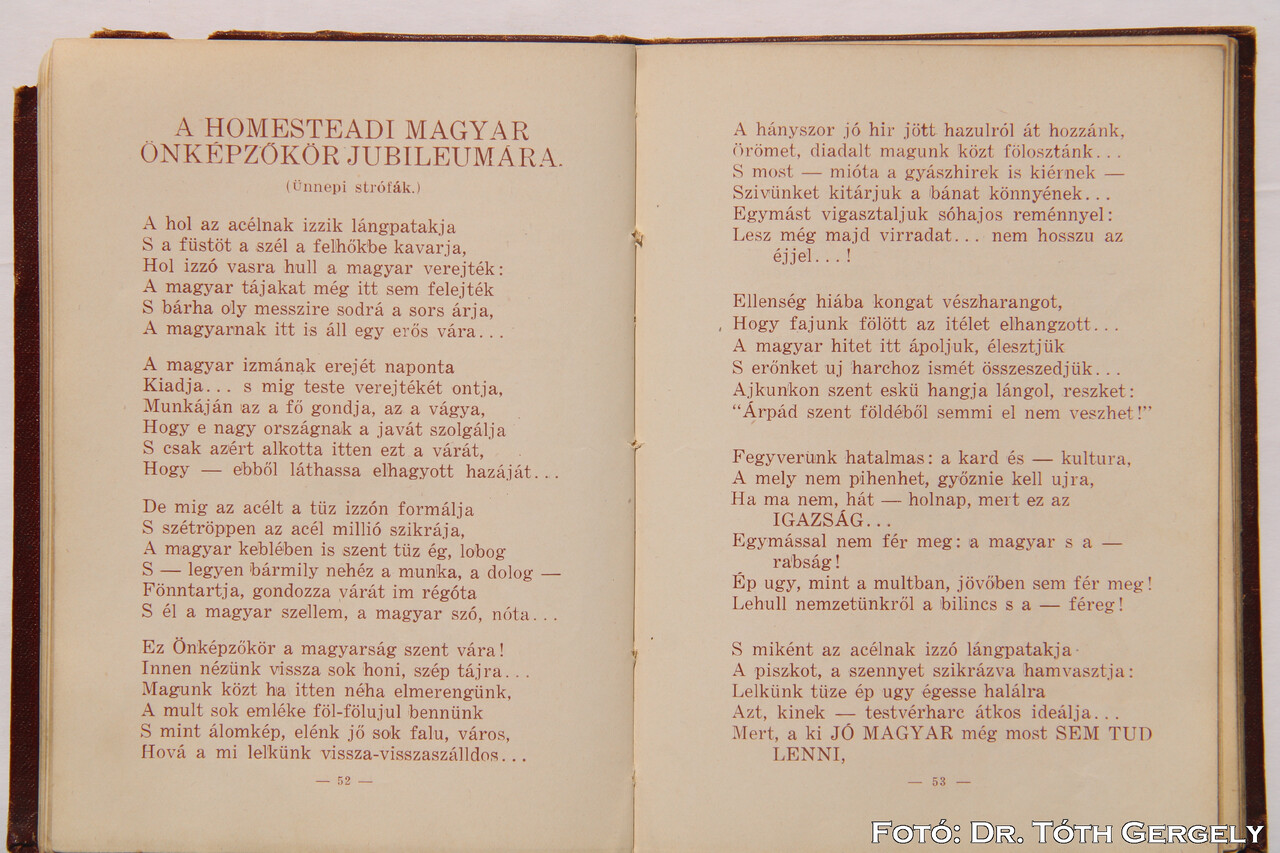 A HOMESTEADI MAGYAR
ÖNKÉPZŐKÖR JUBILEUMÁRA.
(Ünnepi strófák.)
A hol az acélnak izzik lángpatakja
S a füstöt a szél a felhőkbe kavarja,
Hol izzó vasra hull a magyar verejték:
A magyar tájakat még itt sem felejték
S bárha oly messzire sodrá a sors árja,
A magyarnak itt is áll egy erős vára...
A magyar izmának erejét naponta
Kiadja... s mig teste verejtékét ontja,
Munkáján az a fő gondja, az a vágya,
Hogy e nagy országnak a javát szolgálja
S csak azért alkotta itten ezt a várát,
Hogy — ebből láthassa elhagyott hazáját...
De mig az acélt a tüz izzón formálja
S szétröppen az acél millió szikrája,
A magyar keblében is szent tüz ég, lobog
S — legyen bármily nehéz a munka, a dolog —
Fönntartja, gondozza várát im régóta
S él a magyar szellem, a magyar szó, nóta...
Ez Önképzőkör a magyarság szent vára!
Innen nézünk vissza sok honi, szép tájra...
Magunk közt ha itten néha elmerengünk,
A mult sok emléke föl-fölujul bennünk
S mint álomkép, elénk jő sok falu, város,
Hová a mi lelkünk vissza-visszaszálldos...
— 52 —
A hányszor jó hir jött hazulról át hozzánk,
örömet, diadalt magunk közt fölosztánk...
S most — mióta a gyászhirek is kiérnek —
Szivünket kitárjuk a bánat könnyének...
Egymást vigasztaljuk sóhajos reménnyel:
Lesz még majd virradat... nem hosszu az
éjjel...!
Ellenség hiába kongat vészharangot,
Hogy fajunk fölött az itélet elhangzott...
A magyar hitet itt ápoljuk, élesztjük
S erőnket uj harchoz ismét összeszedjük...
Ajkunkon szent eskü hangja lángol, reszket:
“Árpád szent földéből semmi el nem veszhet!”
Fegyverünk hatalmas: a kard és — kultura,
A mely nem pihenhet, győznie kell ujra,
Ha ma nem, hát — holnap, mert ez az
IGAZSÁG...
Egymással nem fér meg: a magyar s a —
rabság!
Ép ugy, mint a multban, jövőben sem fér meg!
Lehull nemzetünkről a bilincs s a — féreg!
S miként az acélnak izzó lángpatakja
A piszkot, a szennyet szikrázva hamvasztja:
Lelkünk tüze ép ugy égesse halálra
Azt, kinek — testvérharc átkos ideálja...
Mert, a ki JÓ MAGYAR még most SEM TUD
LENNI,
— 53 —
FOTÓ: DR. TÓTH GERGELY